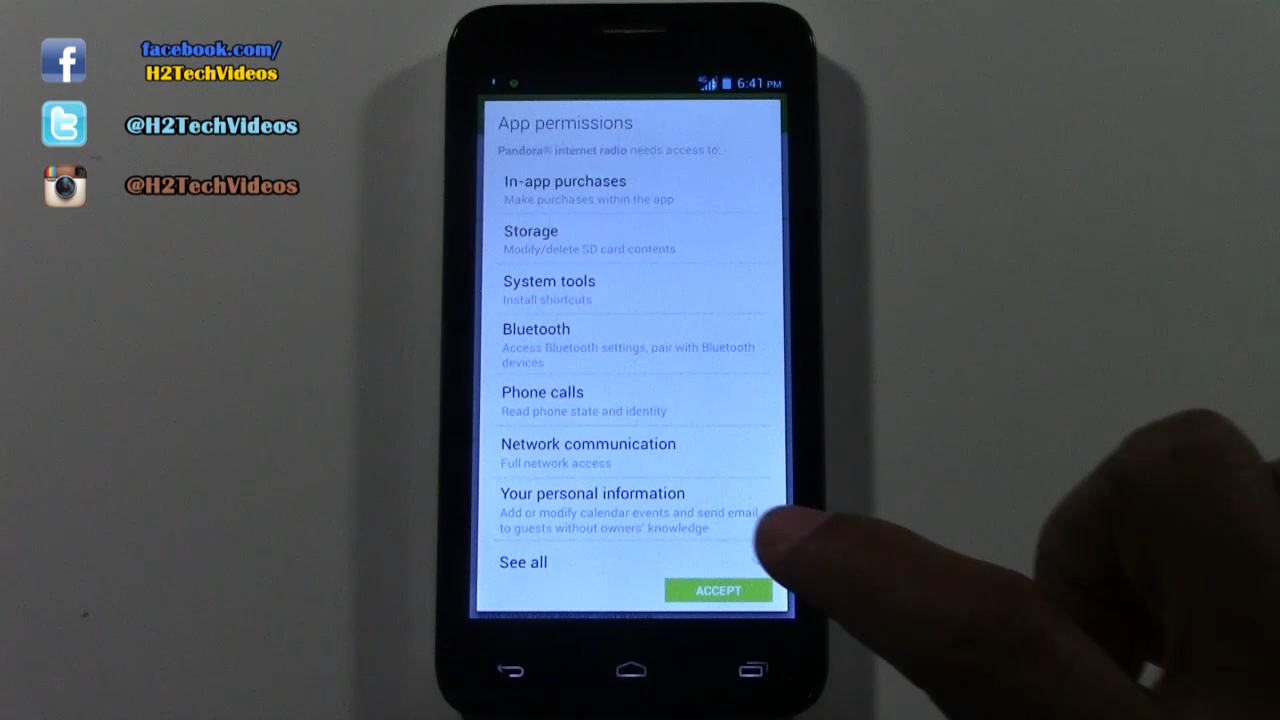 facebook.com/
H2TechVideos
@H2TechVideos
@H2TechVideos
4G
6:41 PM
App permissions
Pandora® internet radio needs access to:
In-app purchases
Make purchases within the app
Storage
Modify/delete SD card contents
System tools
Install shortcuts
Bluetooth
Access Bluetooth settings, pair with Bluetooth
devices
Phone calls
Read phone state and identity
Network communication
Full network access
Your personal information
Add or modify calendar events and send email
to guests without owners' knowledge
See all
ACCEPT